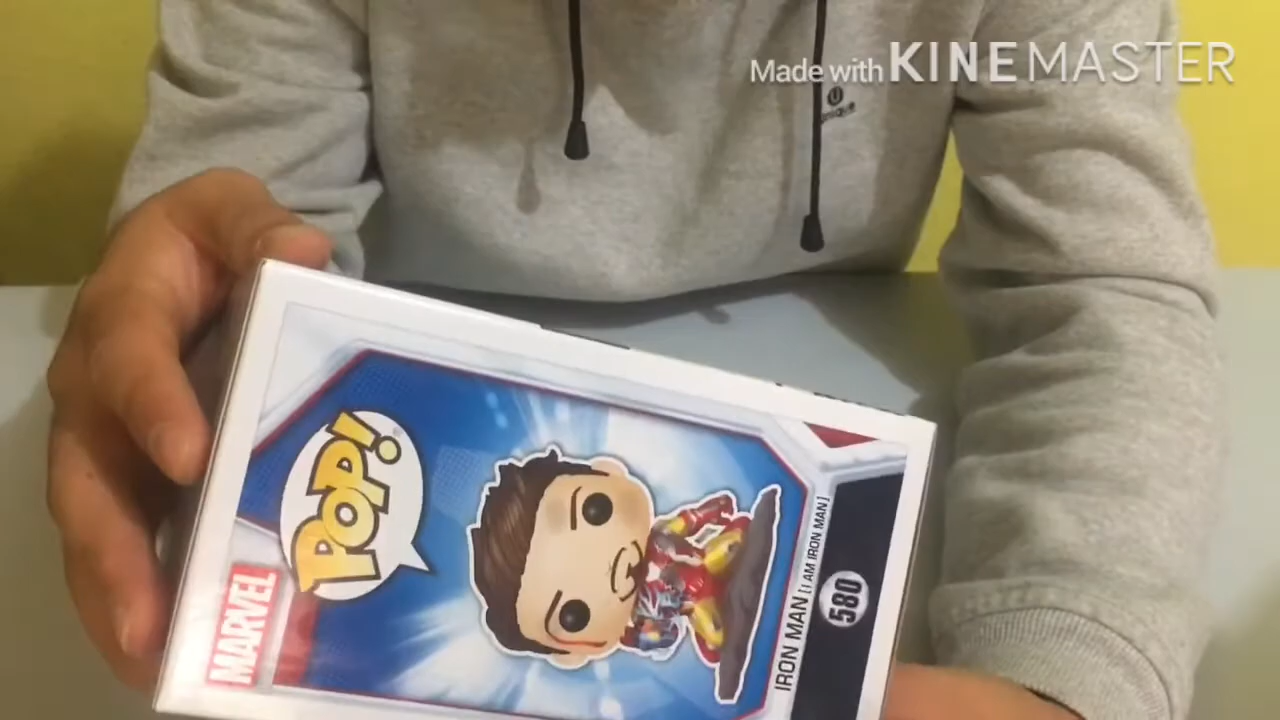 Made with KINEMASTER
POP!
MARVEL
IRON MAN [I AM IRON MAN]
580